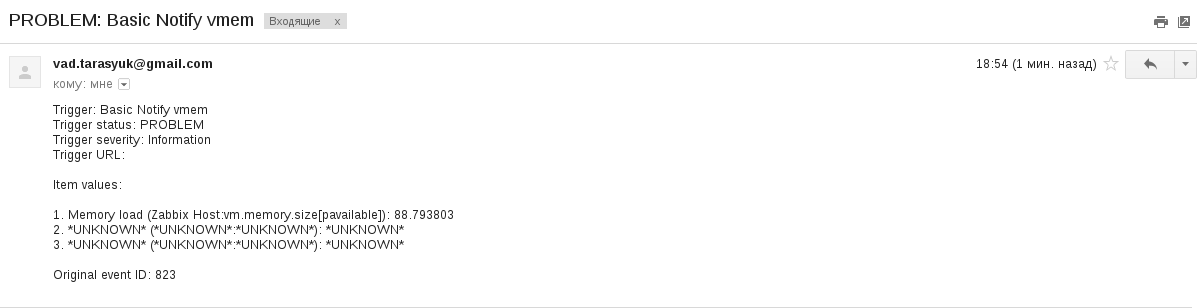 PROBLEM: Basic Notify vmem Входящие x
vad.tarasyuk@gmail.com 18:54 (1 мин. назад)
кому: мне
Trigger: Basic Notify vmem
Trigger status: PROBLEM
Trigger severity: Information
Trigger URL:
Item values:
1. Memory load (Zabbix Host:vm.memory.size[pavailable]): 88.793803
2. *UNKNOWN* (*UNKNOWN*:*UNKNOWN*): *UNKNOWN*
3. *UNKNOWN* (*UNKNOWN*:*UNKNOWN*): *UNKNOWN*
Original event ID: 823